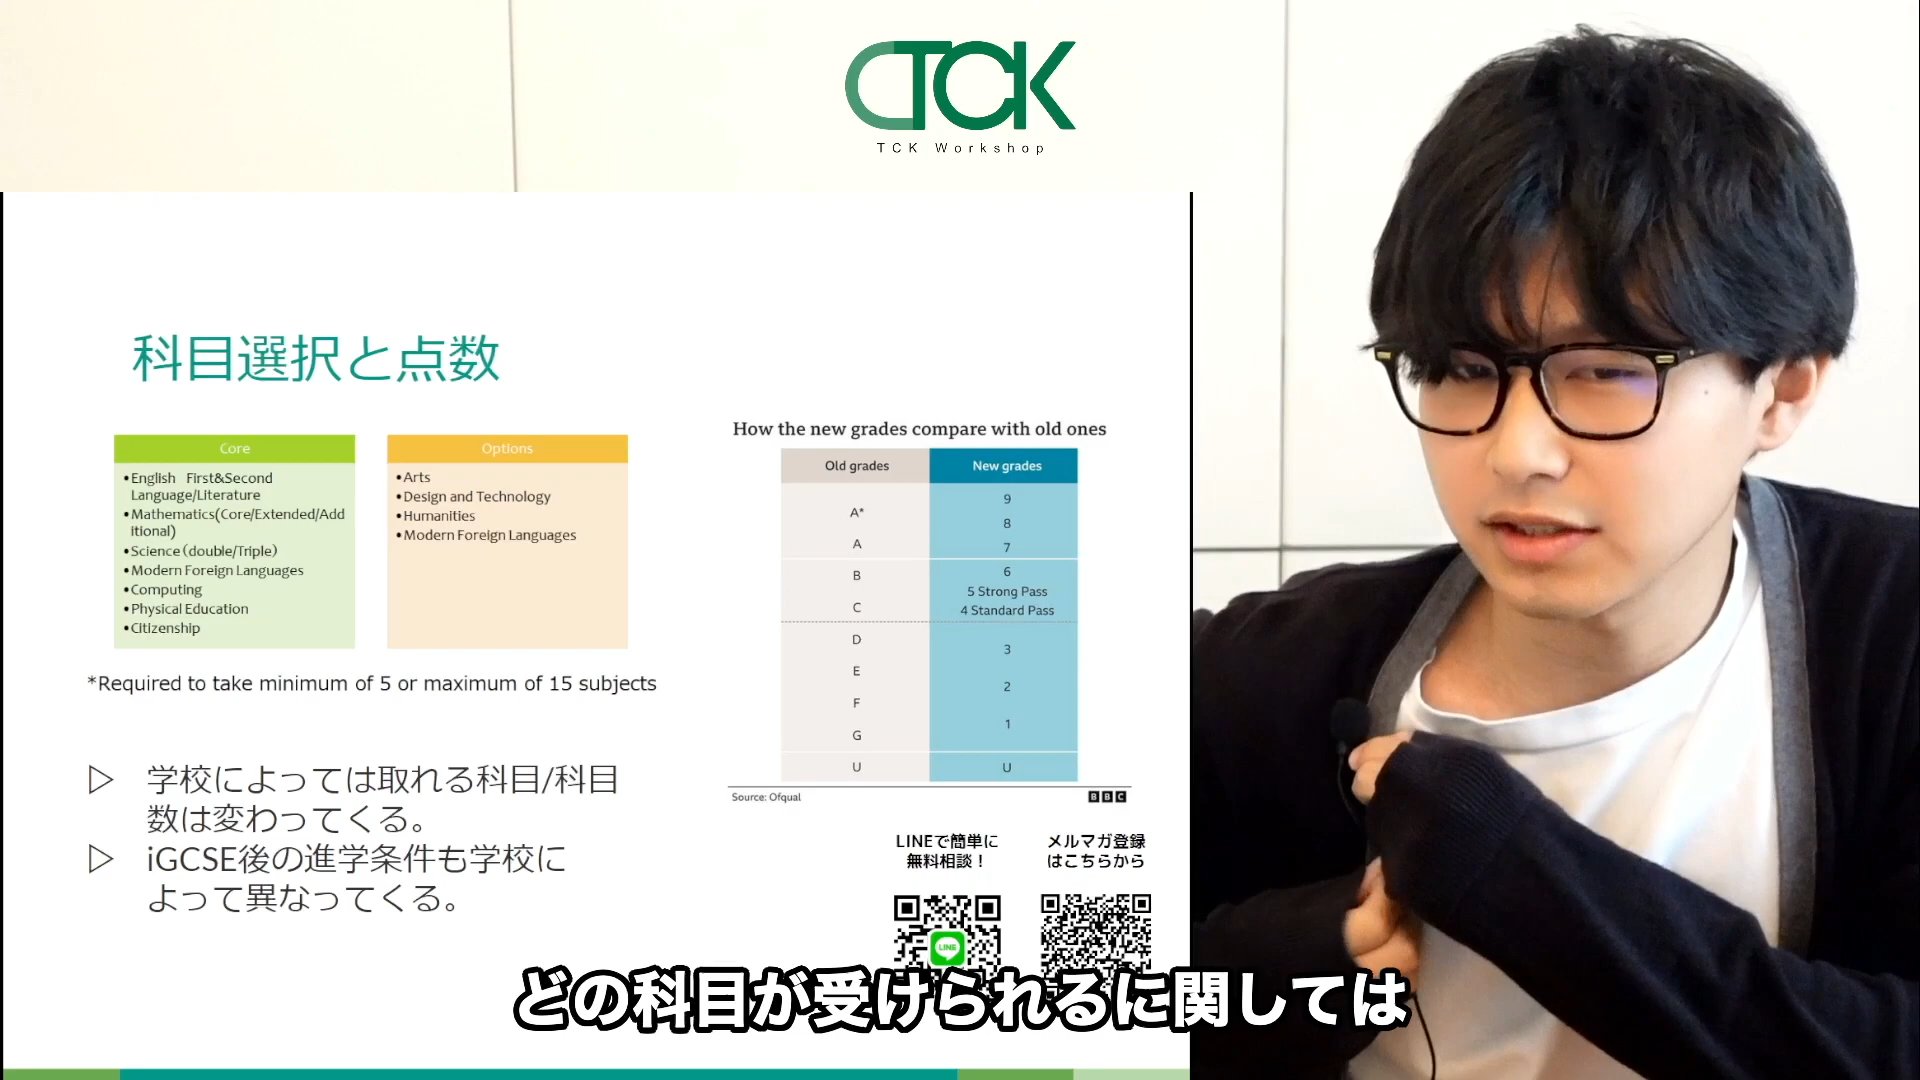 TCK
TCK Workshop
科目選択と点数
Core
•English First&Second
Language/Literature
•Mathematics(Core/Extended/Add
itional)
•Science（double/Triple）
•Modern Foreign Languages
•Computing
•Physical Education
•Citizenship
Options
•Arts
•Design and Technology
•Humanities
•Modern Foreign Languages
*Required to take minimum of 5 or maximum of 15 subjects
▷ 学校によっては取れる科目/科目
数は変わってくる。
▷ iGCSE後の進学条件も学校に
よって異なってくる。
How the new grades compare with old ones
Old grades New grades
9
A*
8
A
7
B
6
5 Strong Pass
C
4 Standard Pass
D
3
E
2
F
1
G
U U
Source: Ofqual BBC
LINEで簡単に
無料相談！
メルマガ登録
はこちらから
LINE
どの科目が受けられるに関しては